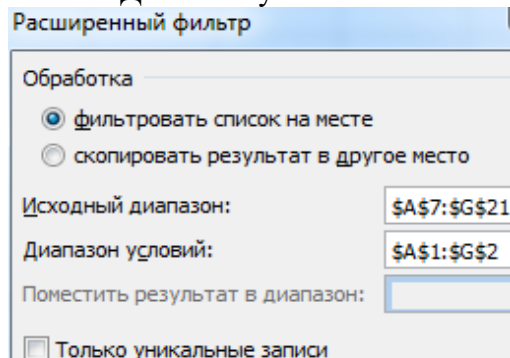 Расширенный фильтр
Обработка
фильтровать список на месте
скопировать результат в другое место
Исходный диапазон: $A$7:$G$21
Диапазон условий: $A$1:$G$2
Поместить результат в диапазон:
Только уникальные записи